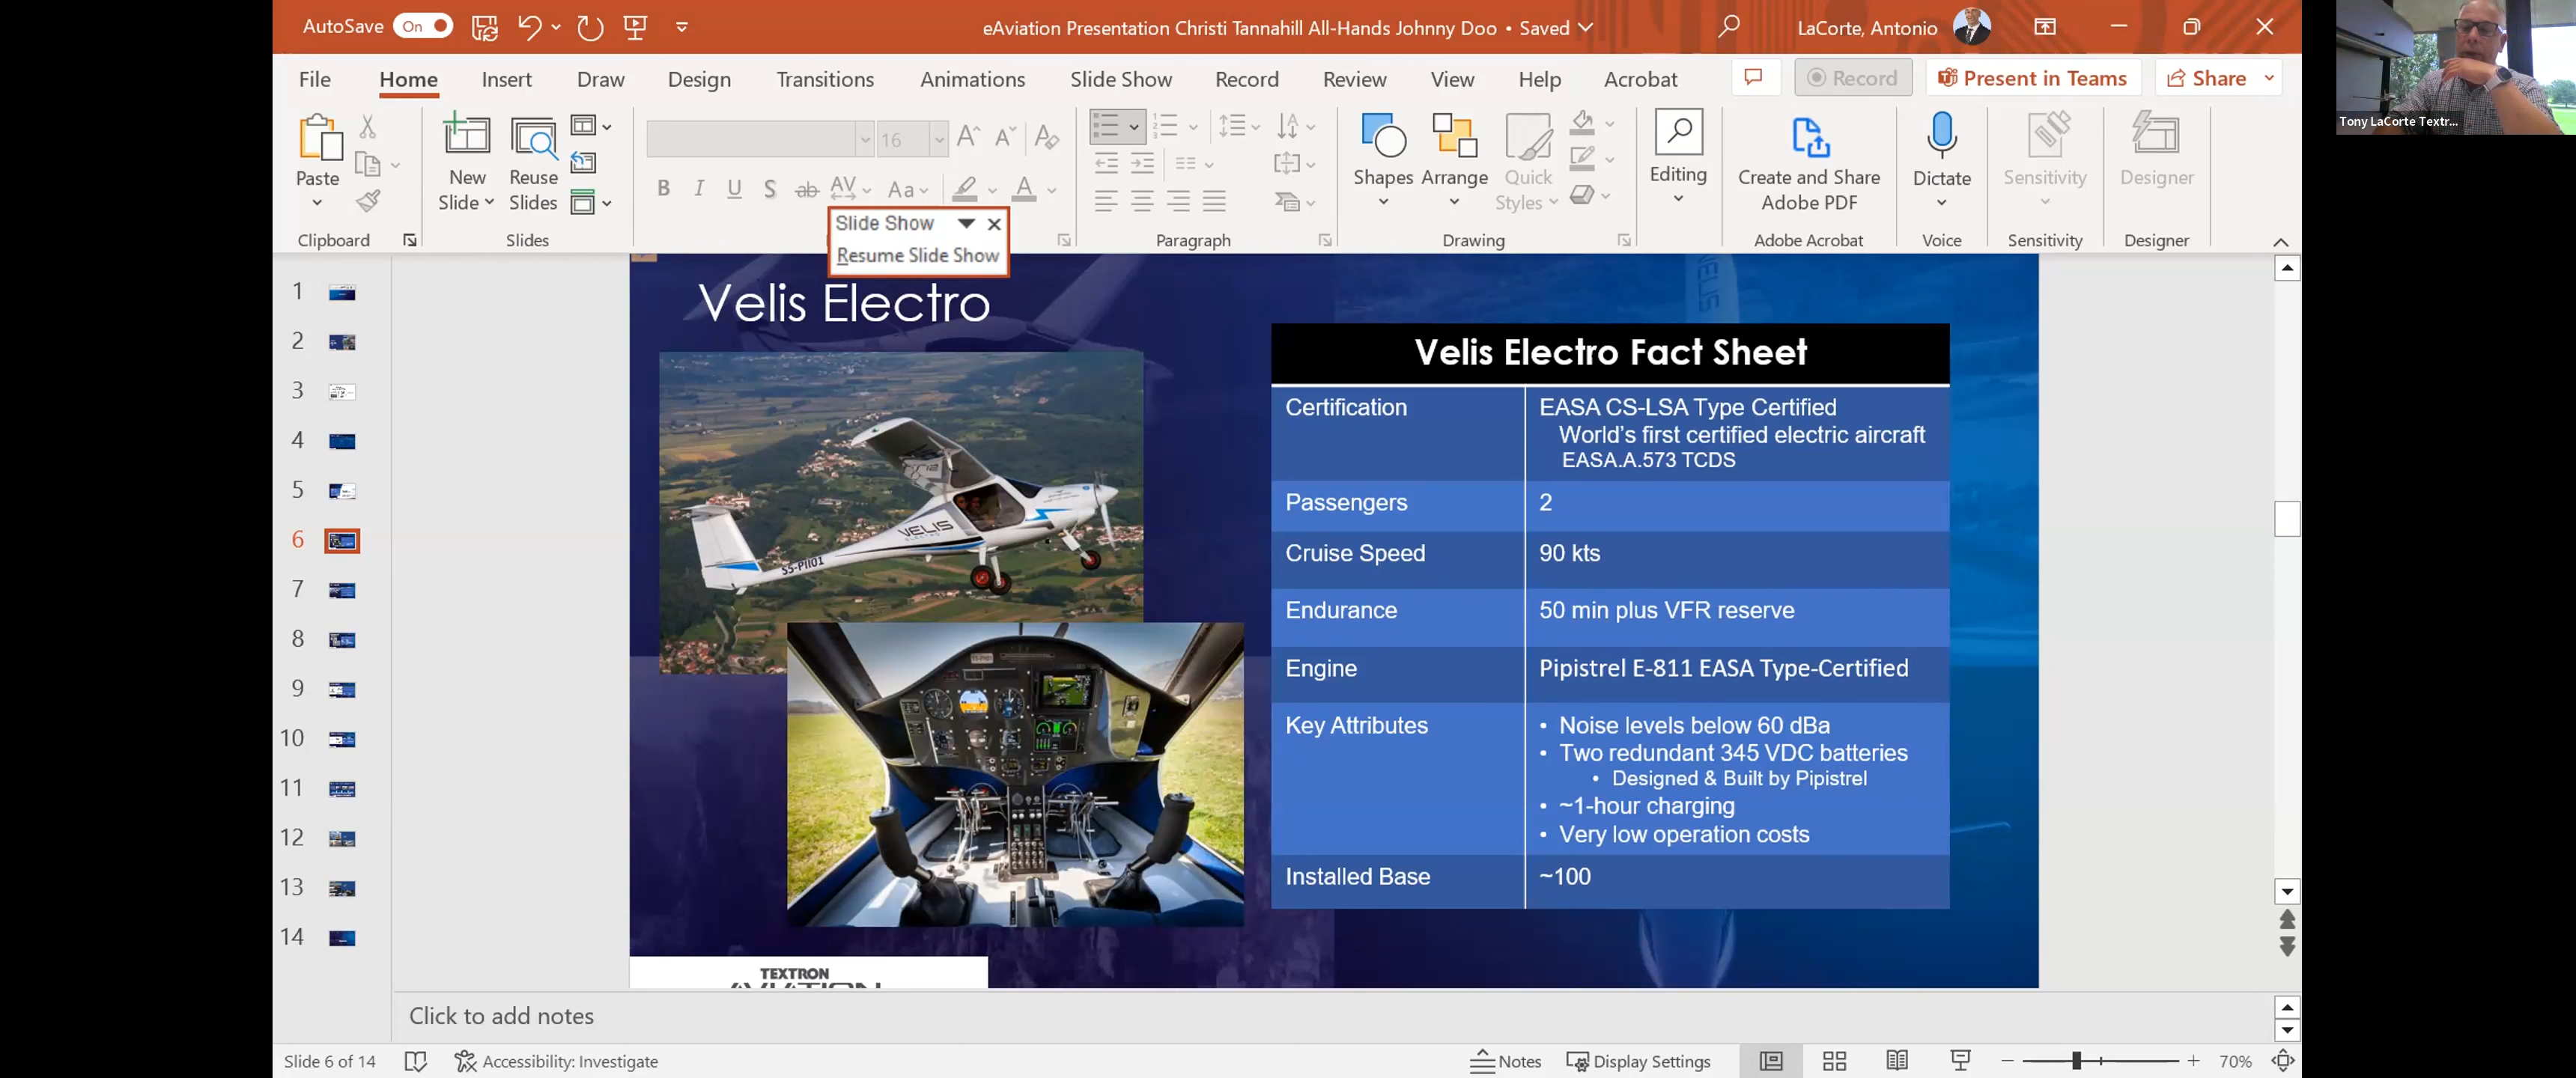 AutoSave On
eAviation Presentation Christi Tannahill All-Hands Johnny Doo • Saved
LaCorte, Antonio
File Home Insert Draw Design Transitions Animations Slide Show Record Review View Help Acrobat
Record
Present in Teams
Share
Paste
New
Slide
Reuse
Slides
16
B I U S ab AV Aa A
Shapes
Arrange
Quick
Styles
Editing
Create and Share
Adobe PDF
Dictate
Sensitivity
Designer
Clipboard
Slides
Paragraph
Drawing
Adobe Acrobat
Voice
Sensitivity
Designer
Slide Show
Resume Slide Show
Tony LaCorte Textr...
1
2
3
4
5
6
7
8
9
10
11
12
13
14
Velis Electro
VELIS
ELECTRO
VELIS
Velis Electro Fact Sheet
Certification
EASA CS-LSA Type Certified
World's first certified electric aircraft
EASA.A.573 TCDS
Passengers 2
Cruise Speed 90 kts
Endurance 50 min plus VFR reserve
Engine Pipistrel E-811 EASA Type-Certified
Key Attributes
• Noise levels below 60 dBa
• Two redundant 345 VDC batteries
• Designed & Built by Pipistrel
• ~1-hour charging
• Very low operation costs
Installed Base ~100
TEXTRON
AVIATION
Click to add notes
Slide 6 of 14
Accessibility: Investigate
Notes
Display Settings
70%